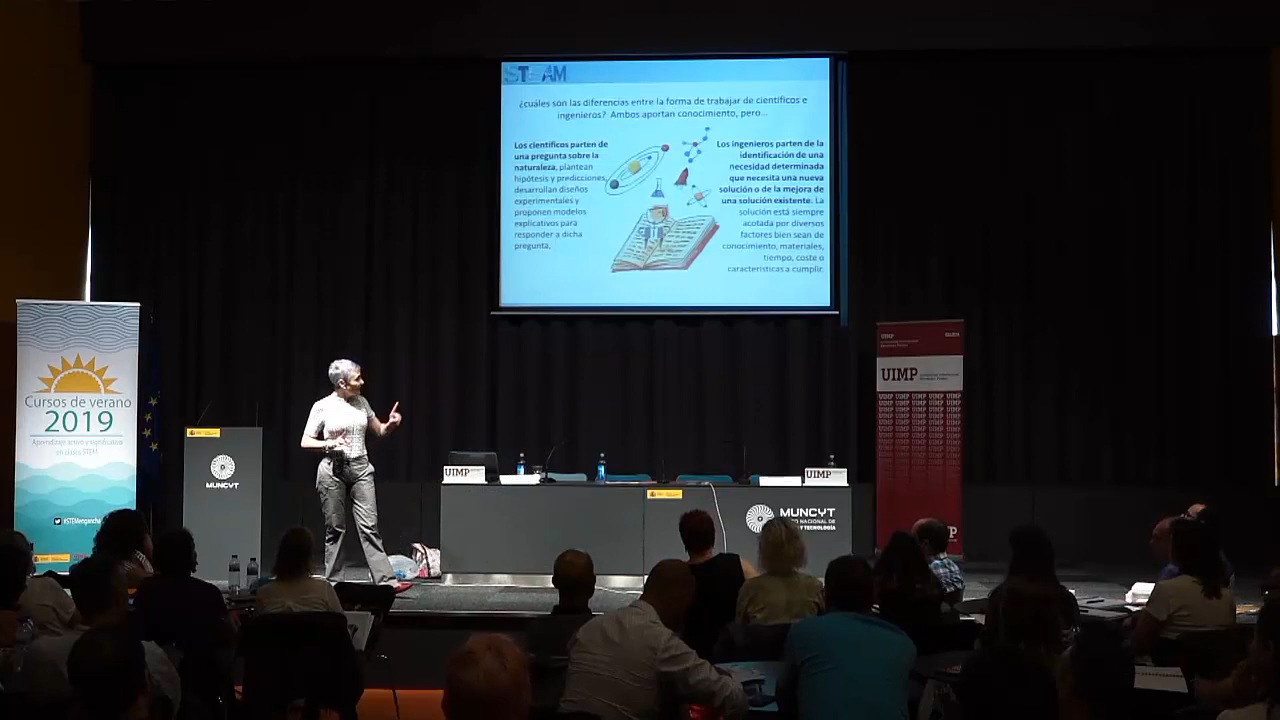 STEAM
¿cuáles son las diferencias entre la forma de trabajar de científicos e
ingenieros? Ambos aportan conocimiento, pero...
Los científicos parten de
una pregunta sobre la
naturaleza, plantean
hipótesis y predicciones,
desarrollan diseños
experimentales y
proponen modelos
explicativos para
responder a dicha
pregunta.
Los ingenieros parten de la
identificación de una
necesidad determinada
que necesita una nueva
solución o de la mejora de
una solución existente. La
solución está siempre
acotada por diversos
factores bien sean de
conocimiento, materiales,
tiempo, coste o
características a cumplir.
Cursos de verano
2019
Aprendizaje activo y significativo
en clases STEM
#STEMengancha
MUNCYT
UIMP
UIMP
MUNCYT
O NACIONAL DE
Y TECNOLOGÍA
UIMP
UIMP